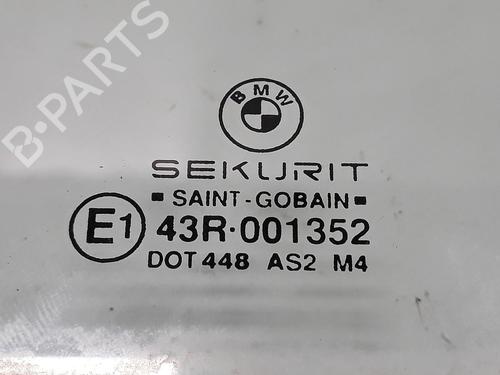 B-PARTS
BMW
SEKURIT
SAINT-GOBAIN
E1 43R-001352
DOT 448 AS2 M4